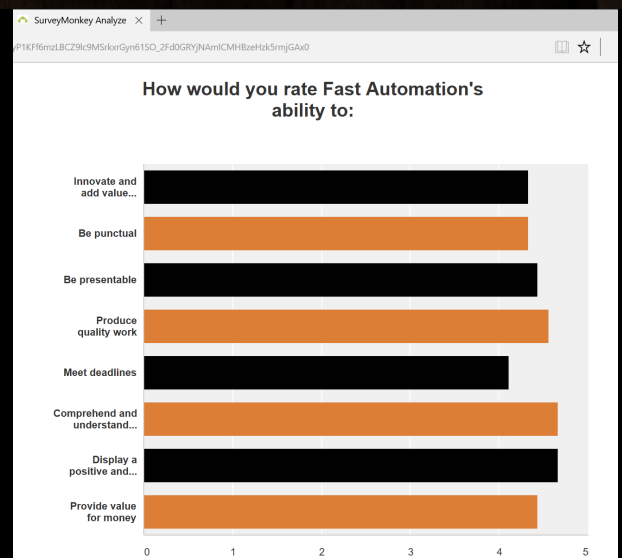 SurveyMonkey Analyze
How would you rate Fast Automation's
ability to:
Innovate and
add value...
Be punctual
Be presentable
Produce
quality work
Meet deadlines
Comprehend and
understand...
Display a
positive and...
Provide value
for money
0 1 2 3 4 5